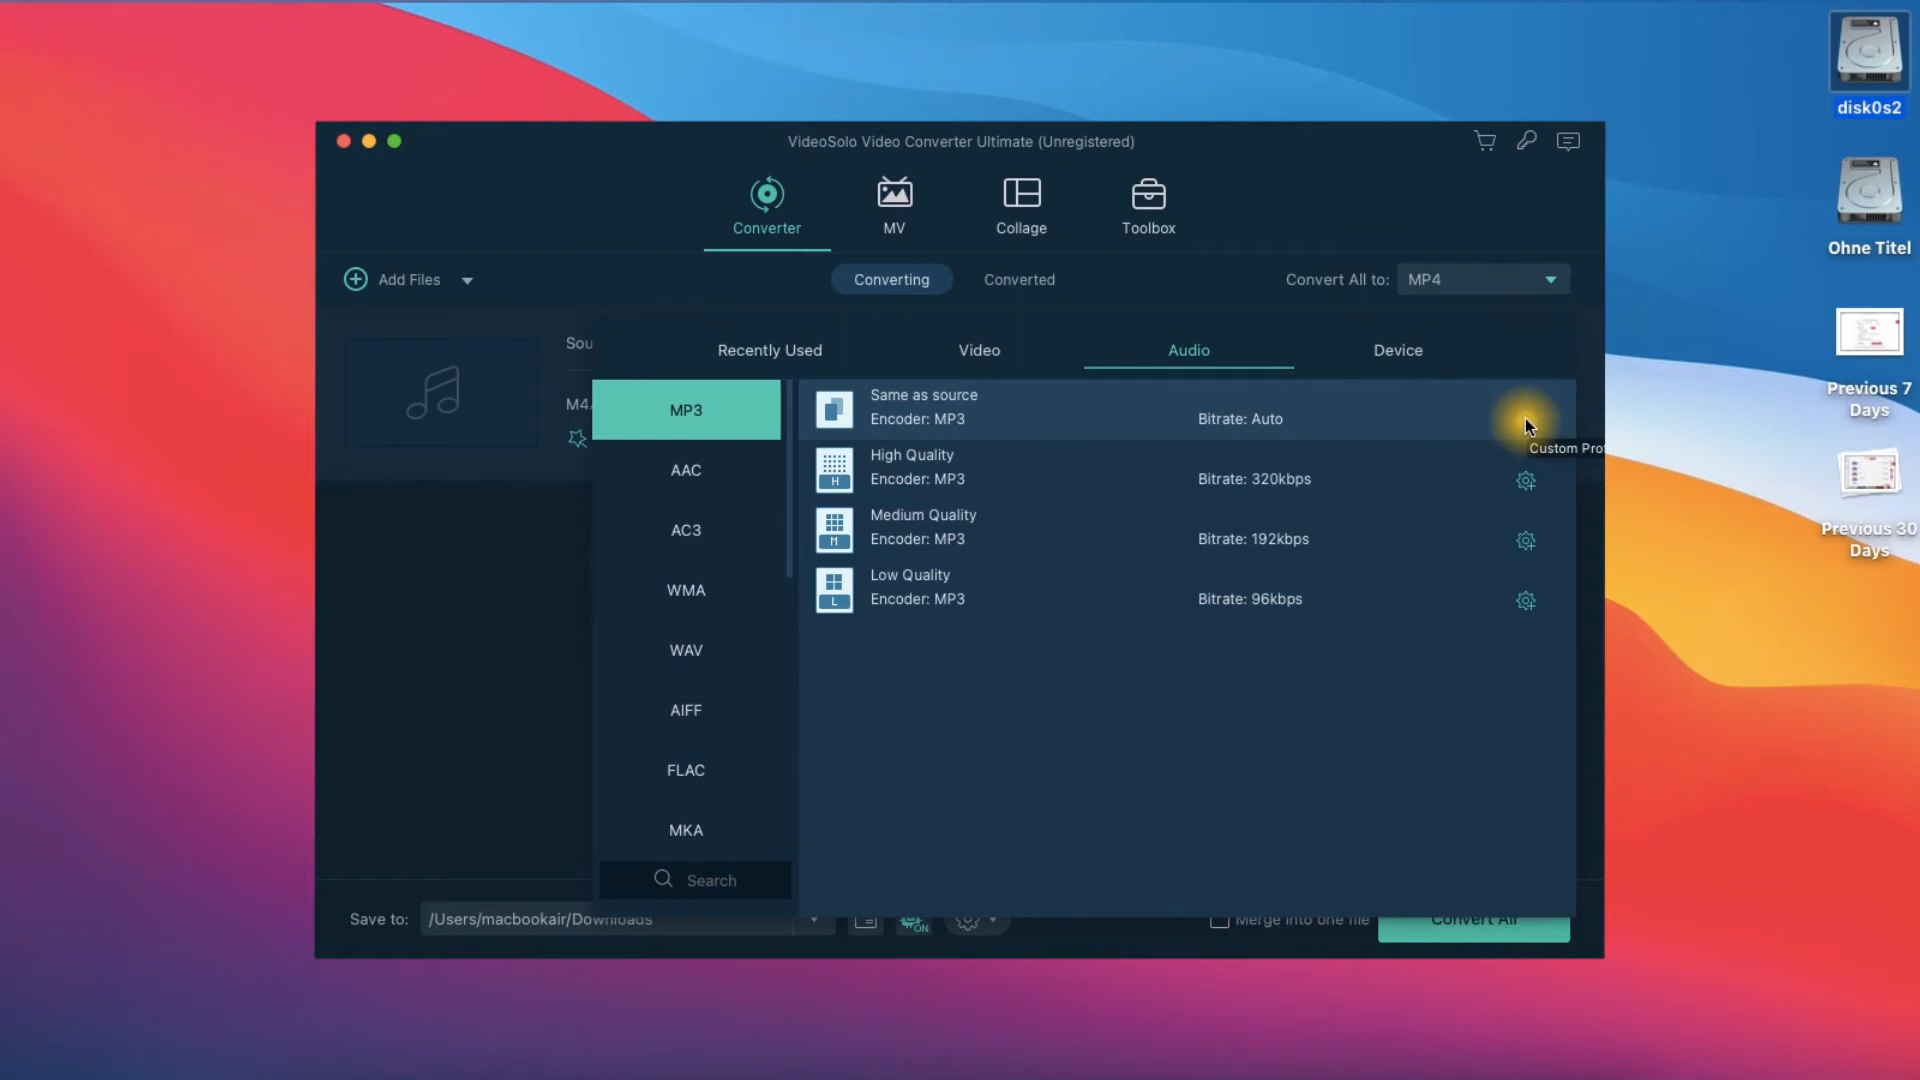 VideoSolo Video Converter Ultimate (Unregistered)
Converter
MV
Collage
Toolbox
Add Files
Converting
Converted
Convert All to:
MP4
Sou
M4
Recently Used
Video
Audio
Device
MP3
AAC
AC3
WMA
WAV
AIFF
FLAC
MKA
Search
Same as source
Encoder: MP3
Bitrate: Auto
Custom Prof
High Quality
Encoder: MP3
Bitrate: 320kbps
H
Medium Quality
Encoder: MP3
Bitrate: 192kbps
M
Low Quality
Encoder: MP3
Bitrate: 96kbps
L
Save to:
/Users/macbookair/Downloads
ON
Merge into one file
Convert All
disk0s2
Ohne Titel
Previous 7
Days
Previous 30
Days